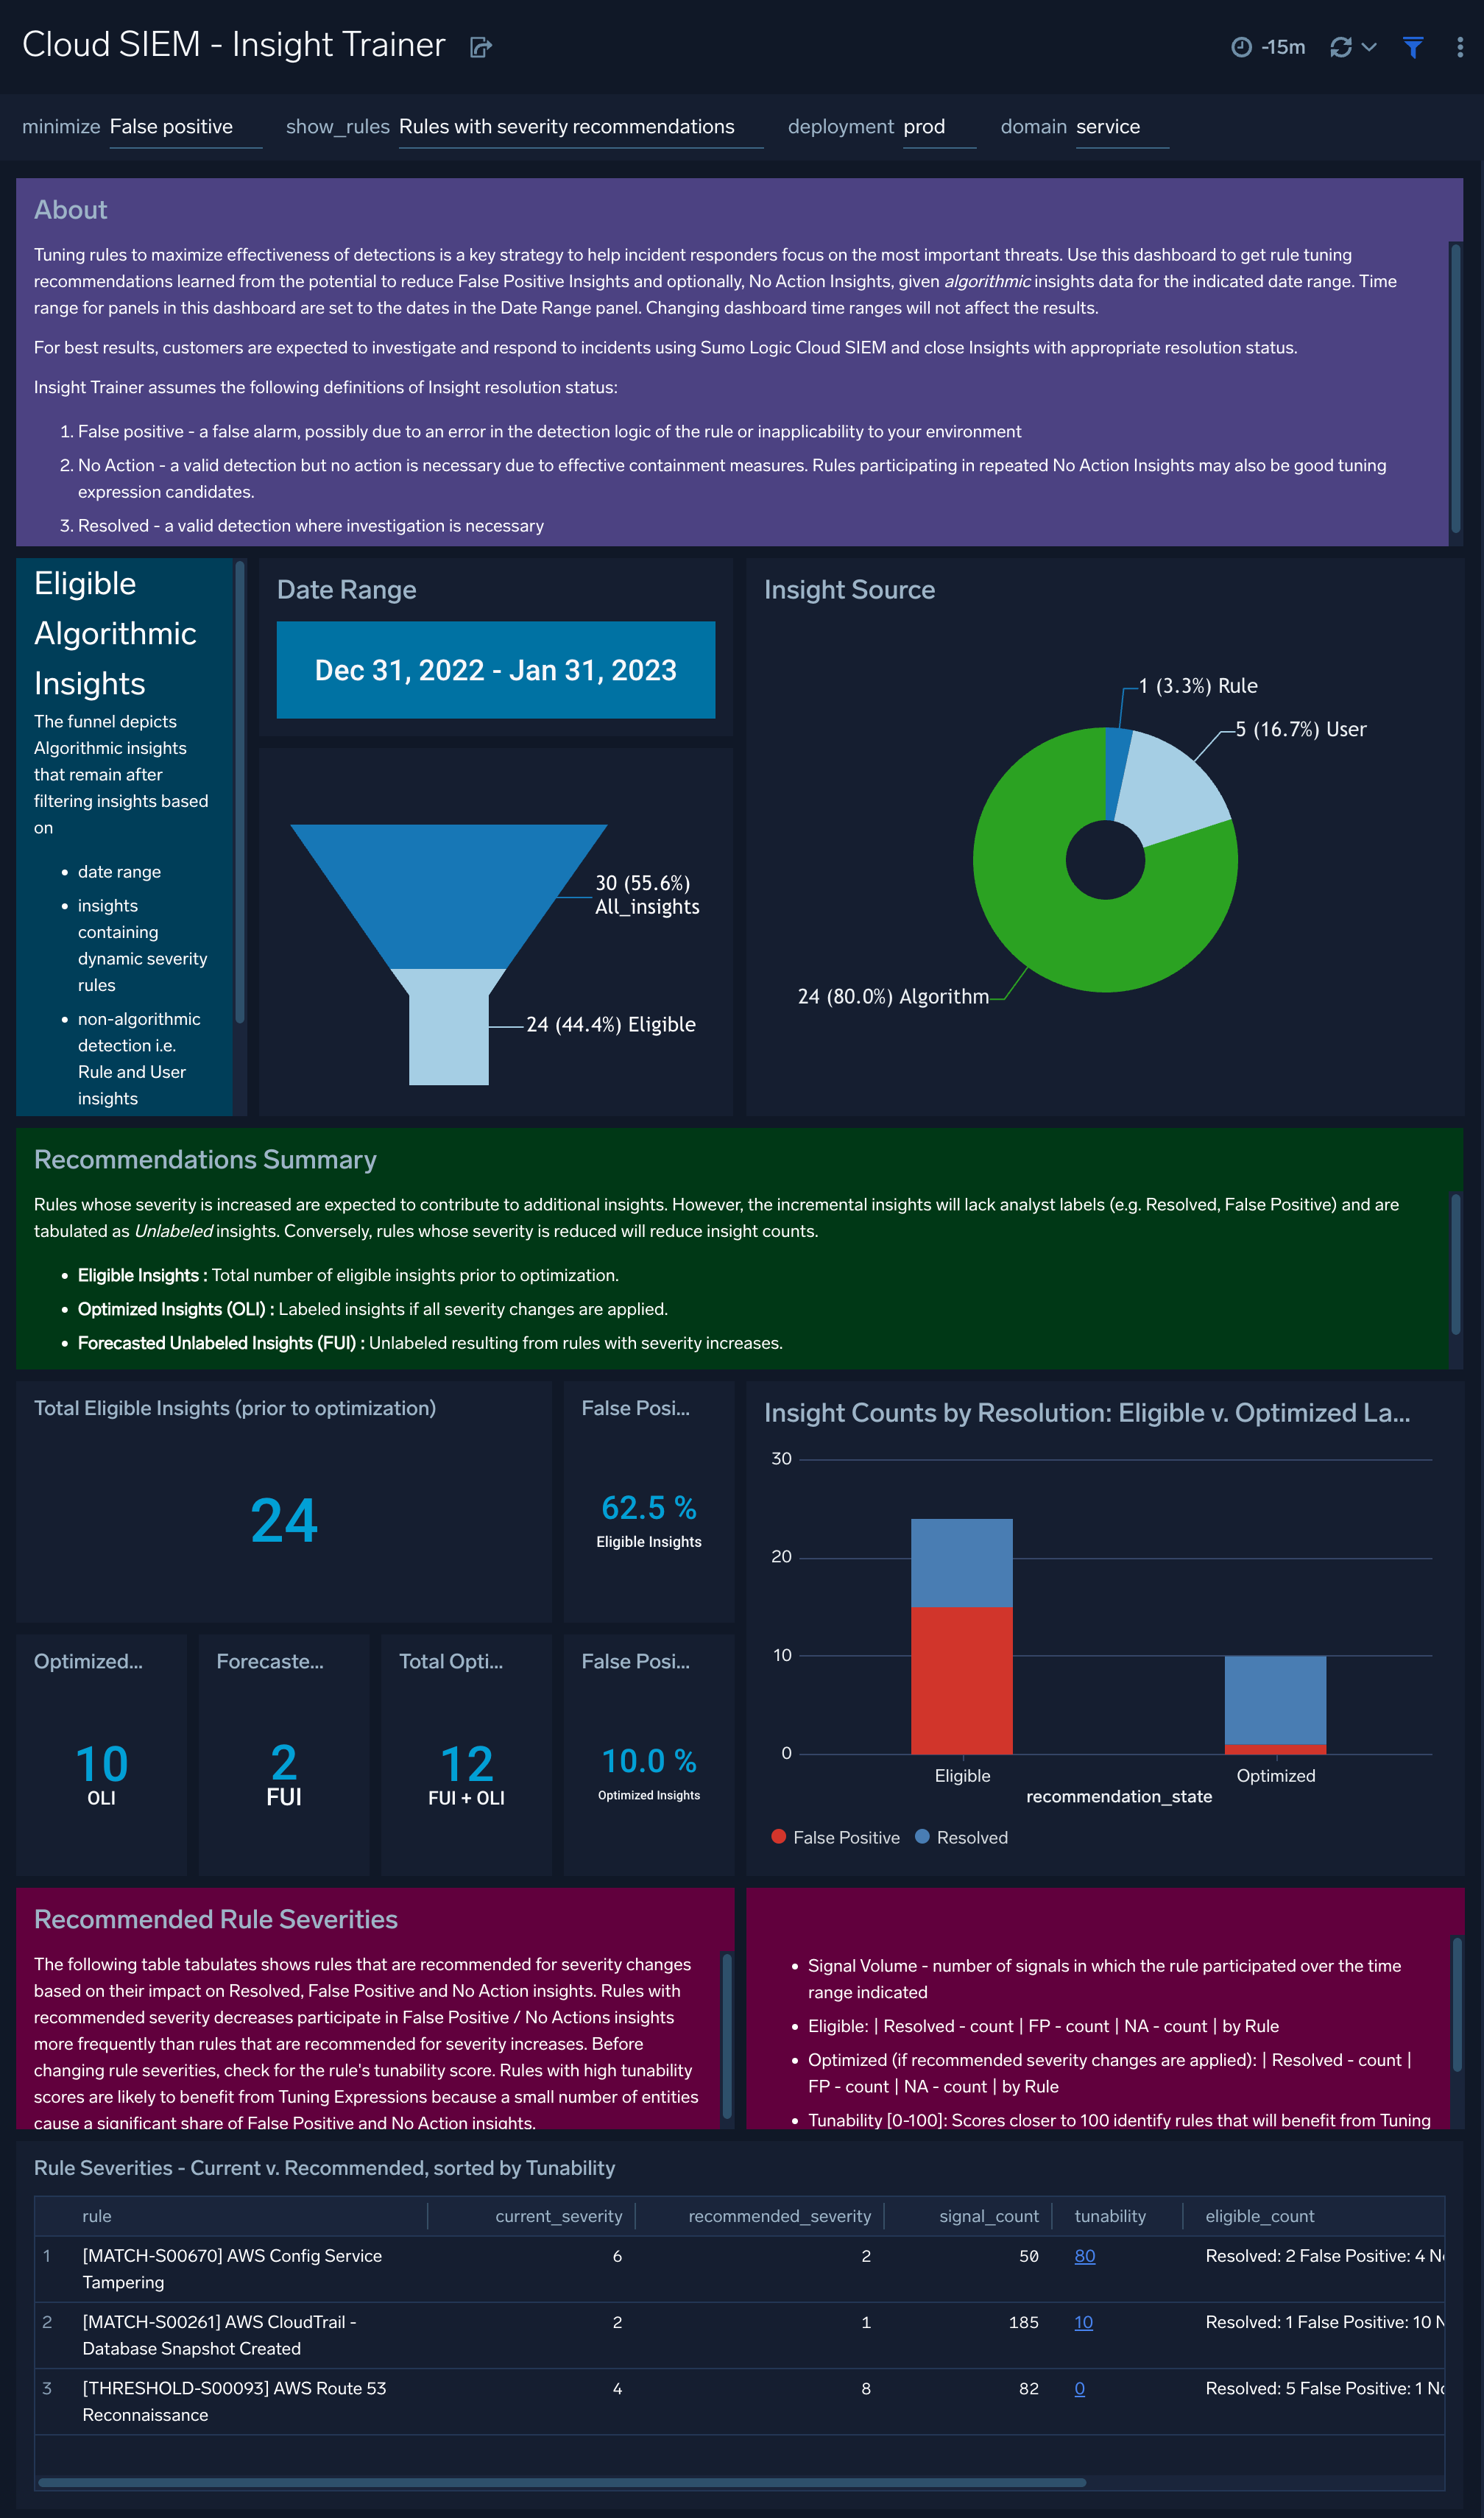 Cloud SIEM - Insight Trainer
-15m
minimize False positive show_rules Rules with severity recommendations deployment prod domain service
About
Tuning rules to maximize effectiveness of detections is a key strategy to help incident responders focus on the most important threats. Use this dashboard to get rule tuning
recommendations learned from the potential to reduce False Positive Insights and optionally, No Action Insights, given algorithmic insights data for the indicated date range. Time
range for panels in this dashboard are set to the dates in the Date Range panel. Changing dashboard time ranges will not affect the results.
For best results, customers are expected to investigate and respond to incidents using Sumo Logic Cloud SIEM and close Insights with appropriate resolution status.
Insight Trainer assumes the following definitions of Insight resolution status:
1. False positive - a false alarm, possibly due to an error in the detection logic of the rule or inapplicability to your environment
2. No Action - a valid detection but no action is necessary due to effective containment measures. Rules participating in repeated No Action Insights may also be good tuning
expression candidates.
3. Resolved - a valid detection where investigation is necessary
Eligible
Algorithmic
Insights
The funnel depicts
Algorithmic insights
that remain after
filtering insights based
on
• date range
• insights
containing
dynamic severity
rules
• non-algorithmic
detection i.e.
Rule and User
insights
Date Range
Dec 31, 2022 - Jan 31, 2023
30 (55.6%)
All_insights
24 (44.4%) Eligible
Insight Source
1 (3.3%) Rule
5 (16.7%) User
24 (80.0%) Algorithm
Recommendations Summary
Rules whose severity is increased are expected to contribute to additional insights. However, the incremental insights will lack analyst labels (e.g. Resolved, False Positive) and are
tabulated as Unlabeled insights. Conversely, rules whose severity is reduced will reduce insight counts.
• Eligible Insights : Total number of eligible insights prior to optimization.
• Optimized Insights (OLI) : Labeled insights if all severity changes are applied.
• Forecasted Unlabeled Insights (FUI) : Unlabeled resulting from rules with severity increases.
Total Eligible Insights (prior to optimization)
24
False Posi...
62.5 %
Eligible Insights
Optimized...
10
OLI
Forecaste...
2
FUI
Total Opti...
12
FUI + OLI
False Posi...
10.0 %
Optimized Insights
Insight Counts by Resolution: Eligible v. Optimized La...
30
20
10
0
Eligible Optimized
recommendation_state
False Positive Resolved
Recommended Rule Severities
The following table tabulates shows rules that are recommended for severity changes
based on their impact on Resolved, False Positive and No Action insights. Rules with
recommended severity decreases participate in False Positive / No Actions insights
more frequently than rules that are recommended for severity increases. Before
changing rule severities, check for the rule's tunability score. Rules with high tunability
scores are likely to benefit from Tuning Expressions because a small number of entities
cause a significant share of False Positive and No Action insights.
• Signal Volume - number of signals in which the rule participated over the time
range indicated
• Eligible: | Resolved - count | FP - count | NA - count | by Rule
• Optimized (if recommended severity changes are applied): | Resolved - count |
FP - count | NA - count | by Rule
• Tunability [0-100]: Scores closer to 100 identify rules that will benefit from Tuning
Rule Severities - Current v. Recommended, sorted by Tunability
rule current_severity recommended_severity signal_count tunability eligible_count
1 [MATCH-S00670] AWS Config Service 6 2 50 80 Resolved: 2 False Positive: 4
Tampering
2 [MATCH-S00261] AWS CloudTrail - 2 1 185 10 Resolved: 1 False Positive: 10
Database Snapshot Created
3 [THRESHOLD-S00093] AWS Route 53 4 8 82 0 Resolved: 5 False Positive: 1
Reconnaissance